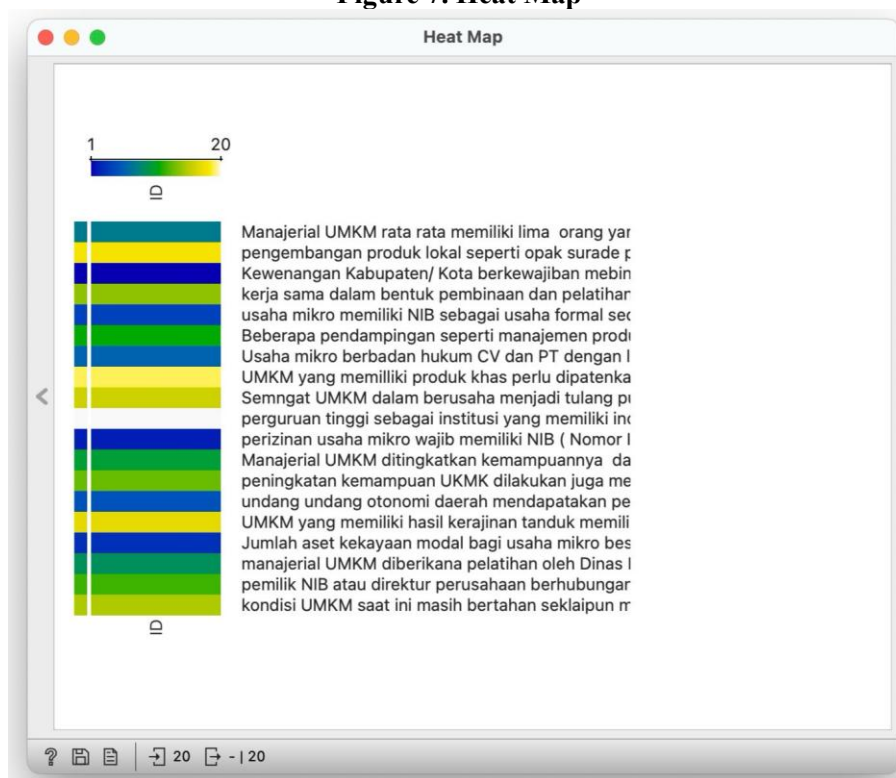 Figure 7. Heat Map
Heat Map
1 20
ID
Manajerial UMKM rata rata memiliki lima orang yar
pengembangan produk lokal seperti opak surade p
Kewenangan Kabupaten/ Kota berkewajiban mebin
kerja sama dalam bentuk pembinaan dan pelatihan
usaha mikro memiliki NIB sebagai usaha formal sec
Beberapa pendampingan seperti manajemen produ
Usaha mikro berbadan hukum CV dan PT dengan l
UMKM yang memilliki produk khas perlu dipatenka
Semngat UMKM dalam berusaha menjadi tulang pu
perguruan tinggi sebagai institusi yang memiliki ind
perizinan usaha mikro wajib memiliki NIB ( Nomor I
Manajerial UMKM ditingkatkan kemampuannya da
peningkatan kemampuan UKMK dilakukan juga me
undang undang otonomi daerah mendapatakan pe
UMKM yang memiliki hasil kerajinan tanduk memili
Jumlah aset kekayaan modal bagi usaha mikro bes
manajerial UMKM diberikana pelatihan oleh Dinas I
pemilik NIB atau direktur perusahaan berhubungar
kondisi UMKM saat ini masih bertahan seklaipun m
ID
? 20 - | 20